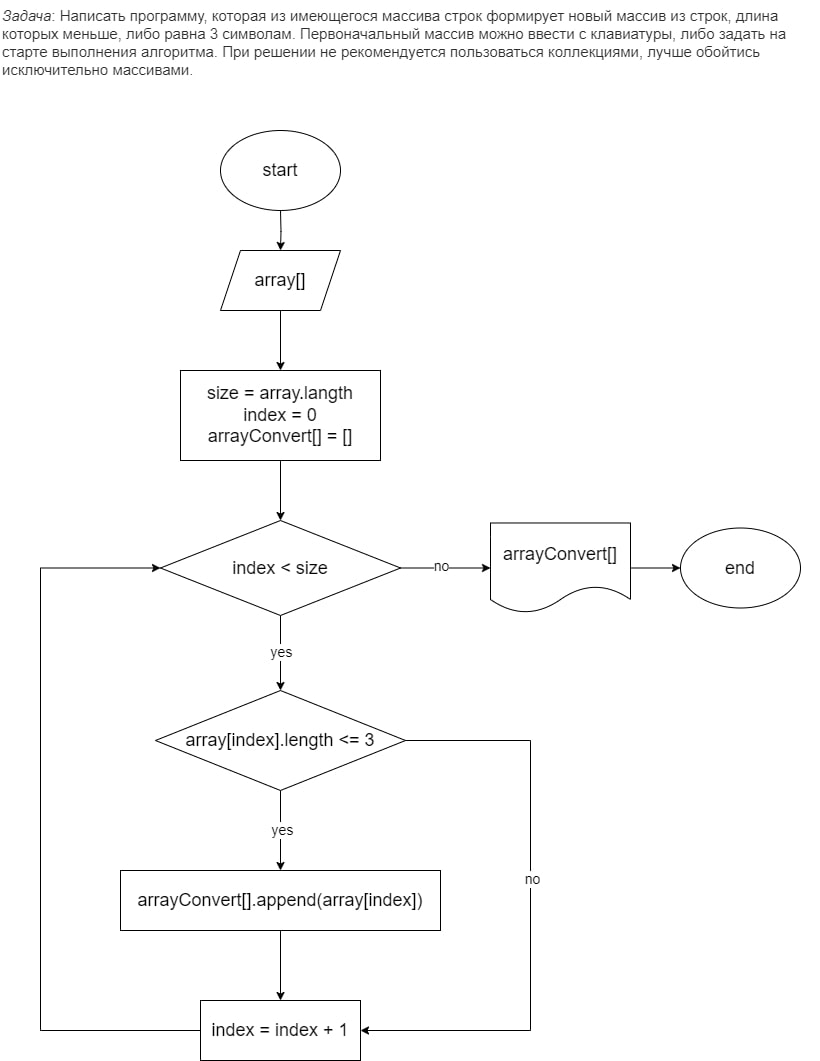 Задача: Написать программу, которая из имеющегося массива строк формирует новый массив из строк, длина
которых меньше, либо равна 3 символам. Первоначальный массив можно ввести с клавиатуры, либо задать на
старте выполнения алгоритма. При решении не рекомендуется пользоваться коллекциями, лучше обойтись
исключительно массивами.
start
array[]
size = array.langth
index = 0
arrayConvert[] = []
index < size
no
arrayConvert[]
end
yes
array[index].length <= 3
yes
no
arrayConvert[].append(array[index])
index = index + 1